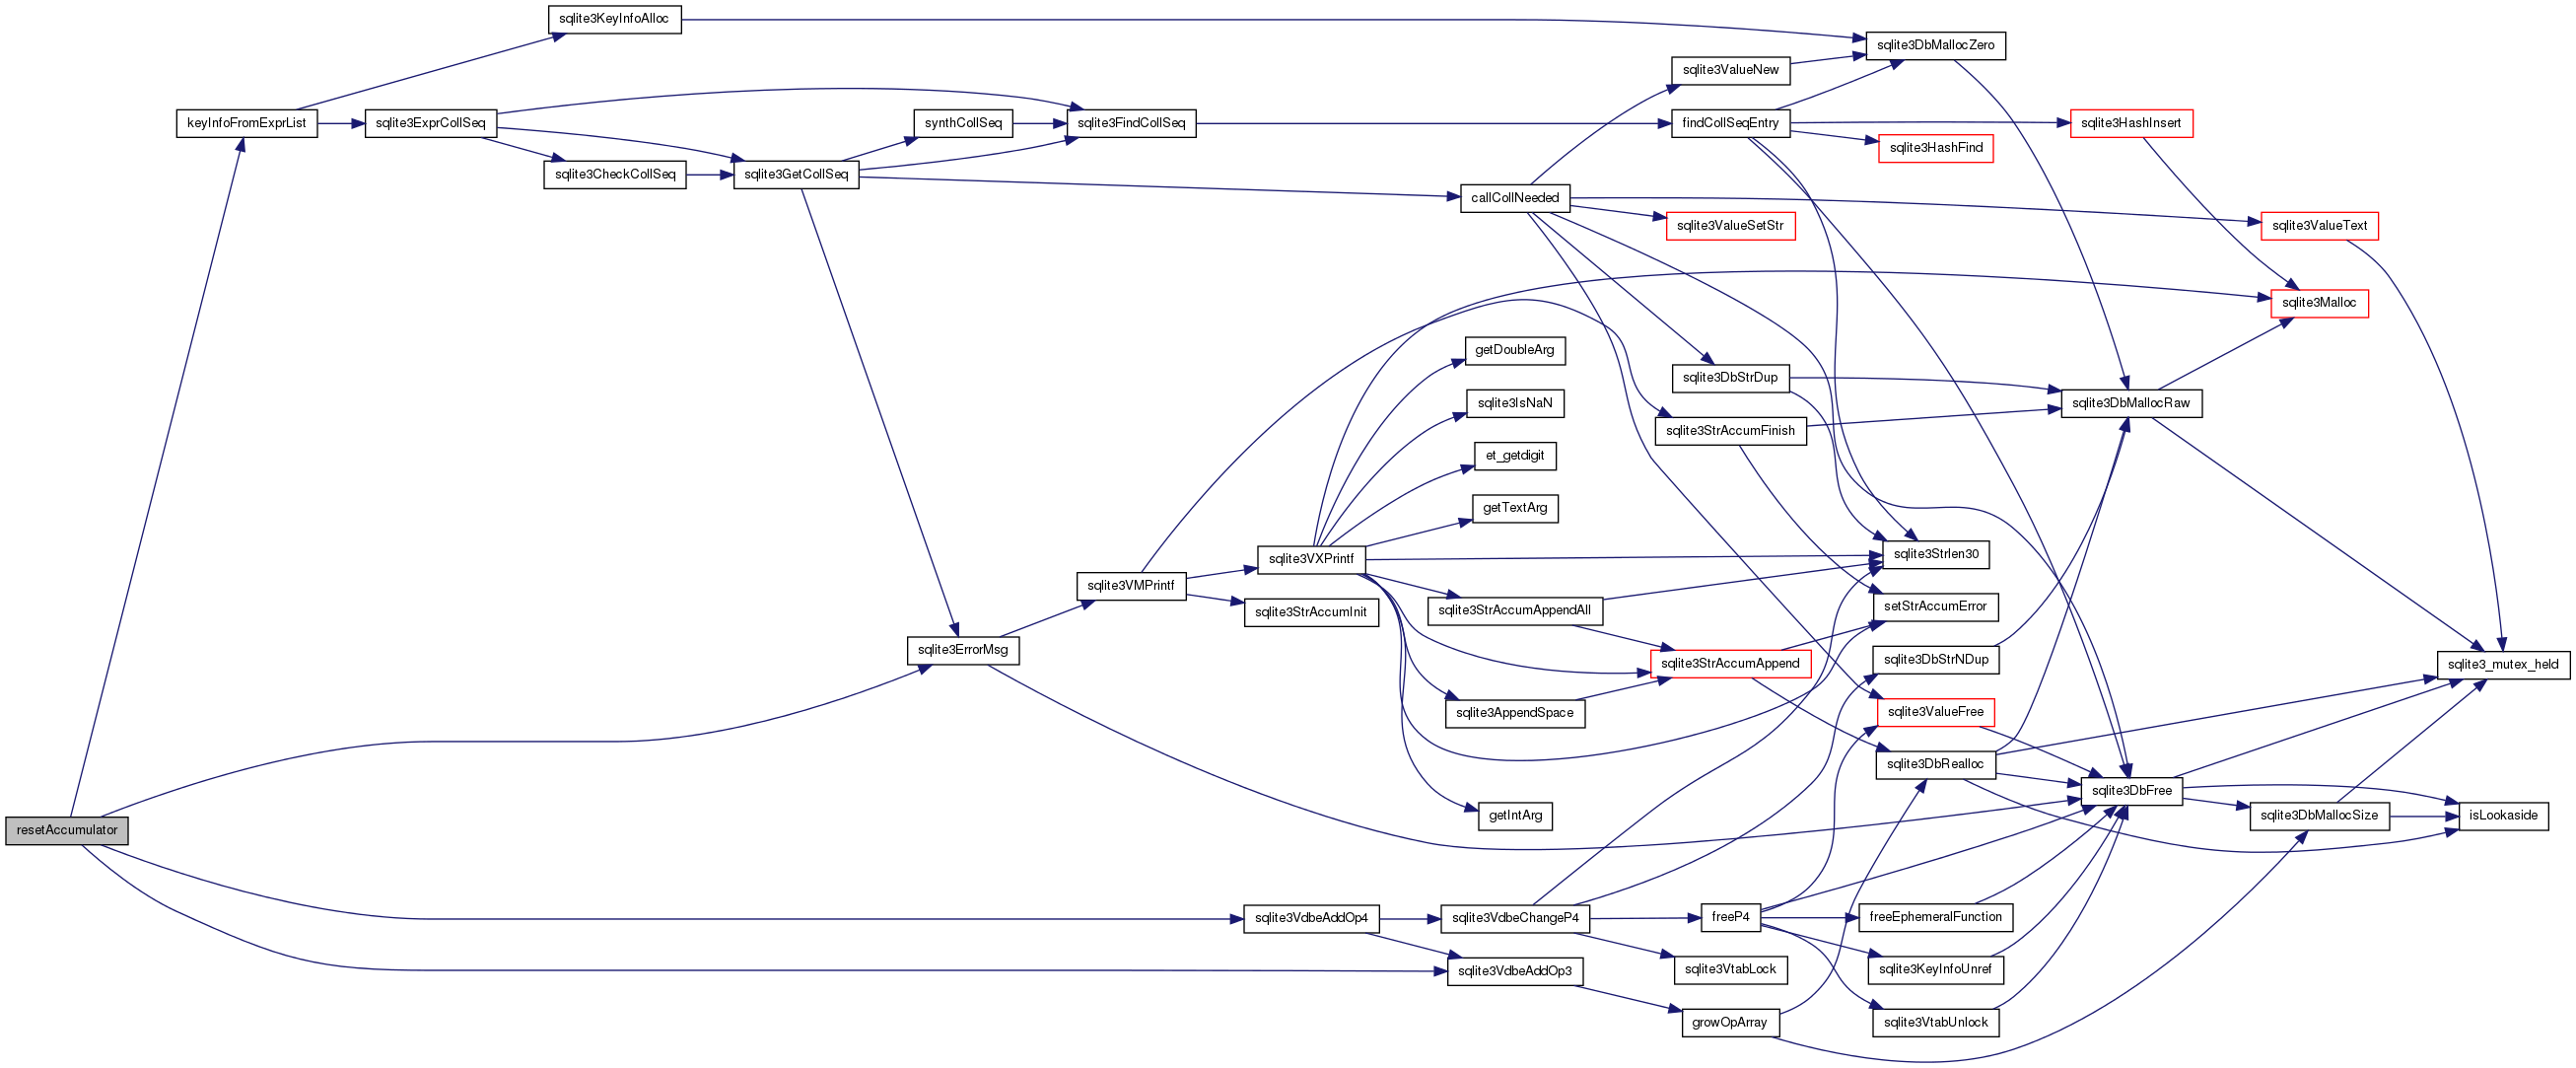 sqlite3KeyInfoAlloc
sqlite3DbMallocZero
sqlite3ValueNew
keyInfoFromExprList
sqlite3ExprCollSeq
synthCollSeq
sqlite3FindCollSeq
findCollSeqEntry
sqlite3HashInsert
sqlite3HashFind
sqlite3CheckCollSeq
sqlite3GetCollSeq
callCollNeeded
sqlite3ValueSetStr
sqlite3ValueText
sqlite3Malloc
getDoubleArg
sqlite3DbStrDup
sqlite3IsNaN
sqlite3DbMallocRaw
sqlite3StrAccumFinish
et_getdigit
getTextArg
sqlite3VXPrintf
sqlite3Strlen30
sqlite3VMPrintf
sqlite3StrAccumInit
sqlite3StrAccumAppendAll
setStrAccumError
sqlite3ErrorMsg
sqlite3StrAccumAppend
sqlite3DbStrNDup
sqlite3_mutex_held
sqlite3AppendSpace
sqlite3ValueFree
sqlite3DbRealloc
sqlite3DbFree
getIntArg
sqlite3DbMallocSize
isLookaside
resetAccumulator
sqlite3VdbeAddOp4
sqlite3VdbeChangeP4
freeP4
freeEphemeralFunction
sqlite3VdbeAddOp3
sqlite3VtabLock
sqlite3KeyInfoUnref
growOpArray
sqlite3VtabUnlock